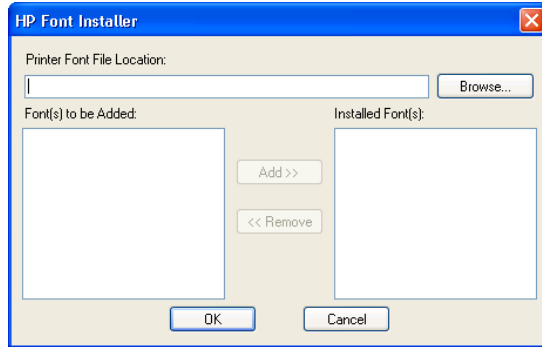 HP Font Installer
Printer Font File Location:
Browse...
Font(s) to be Added:
Installed Font(s):
Add >>
<< Remove
OK
Cancel